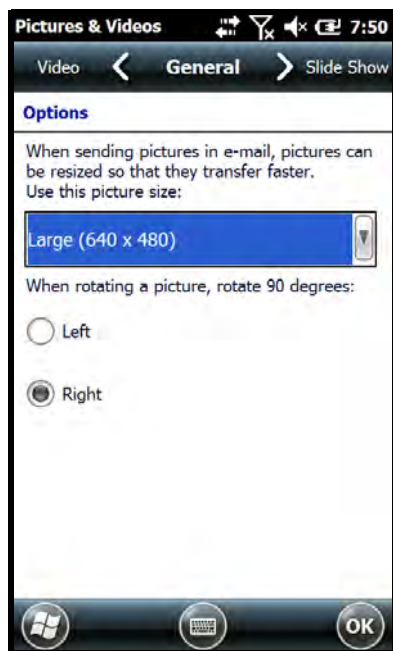 Pictures & Videos 7:50
Video General Slide Show
Options
When sending pictures in e-mail, pictures can
be resized so that they transfer faster.
Use this picture size:
Large (640 x 480)
When rotating a picture, rotate 90 degrees:
Left
Right
OK